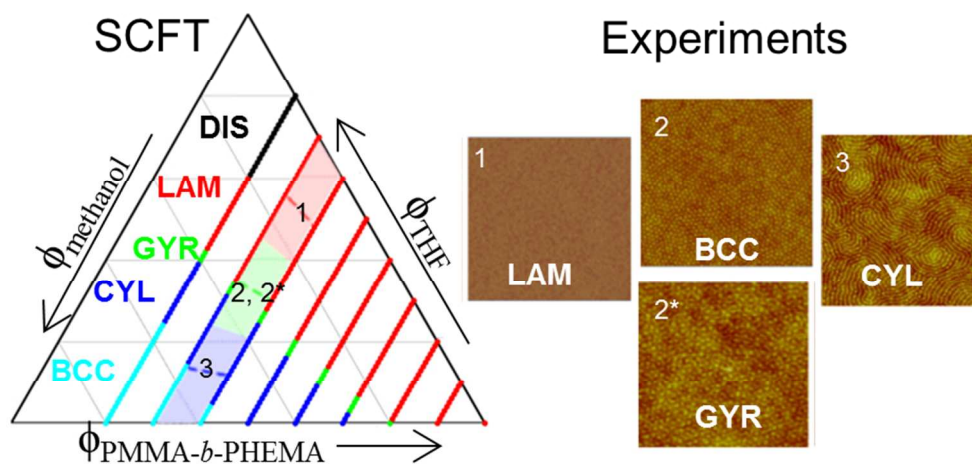 SCFT
Experiments
DIS
LAM
GYR
CYL
BCC
ϕmethanol
ϕTHF
ϕPMMA-b-PHEMA
1
2, 2*
3
1
LAM
2
BCC
3
CYL
2*
GYR